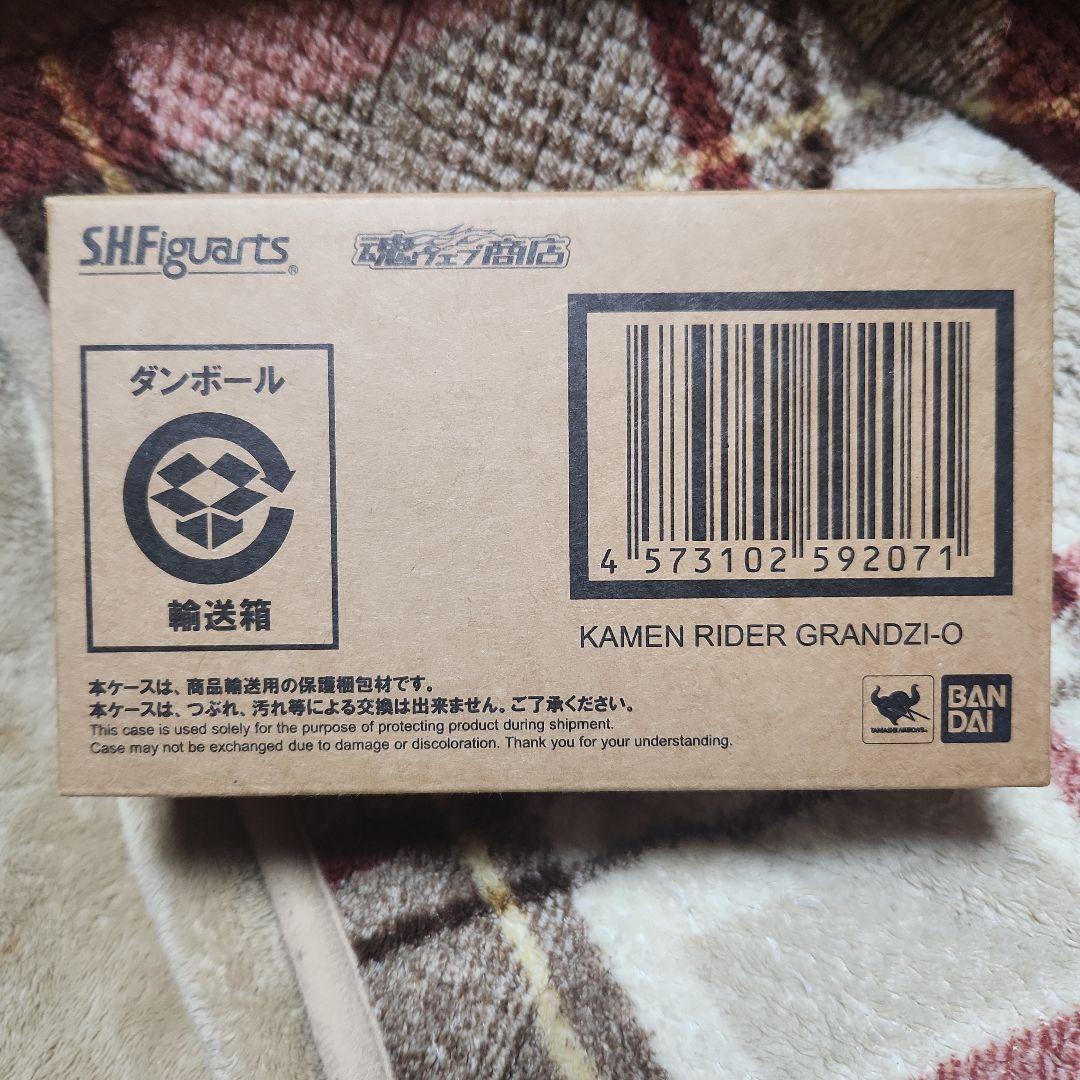 S.H.Figuarts®
魂ウェブ商店
ダンボール
輸送箱
4 573102 592071
KAMEN RIDER GRANDZI-O
本ケースは、商品輸送用の保護梱包材です。
本ケースは、つぶれ、汚れ等による交換は出来ません。ご了承ください。
This case is used solely for the purpose of protecting product during shipment.
Case may not be exchanged due to damage or discoloration. Thank you for your understanding.
TAMASHII NATIONS
BAN
DAI